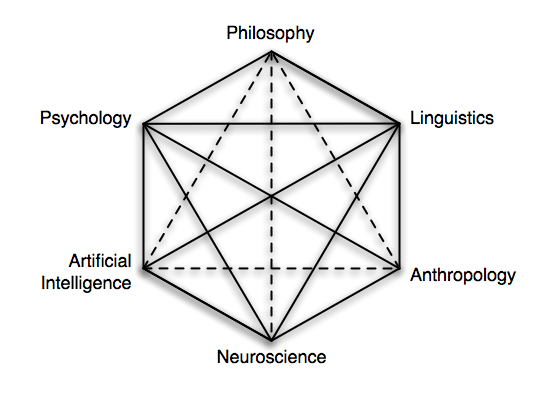 Philosophy
Psychology
Linguistics
Artificial
Intelligence
Anthropology
Neuroscience